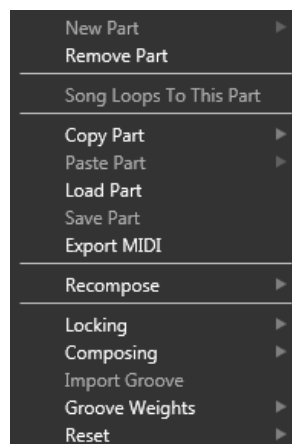 New Part
Remove Part
Song Loops To This Part
Copy Part
Paste Part
Load Part
Save Part
Export MIDI
Recompose
Locking
Composing
Import Groove
Groove Weights
Reset